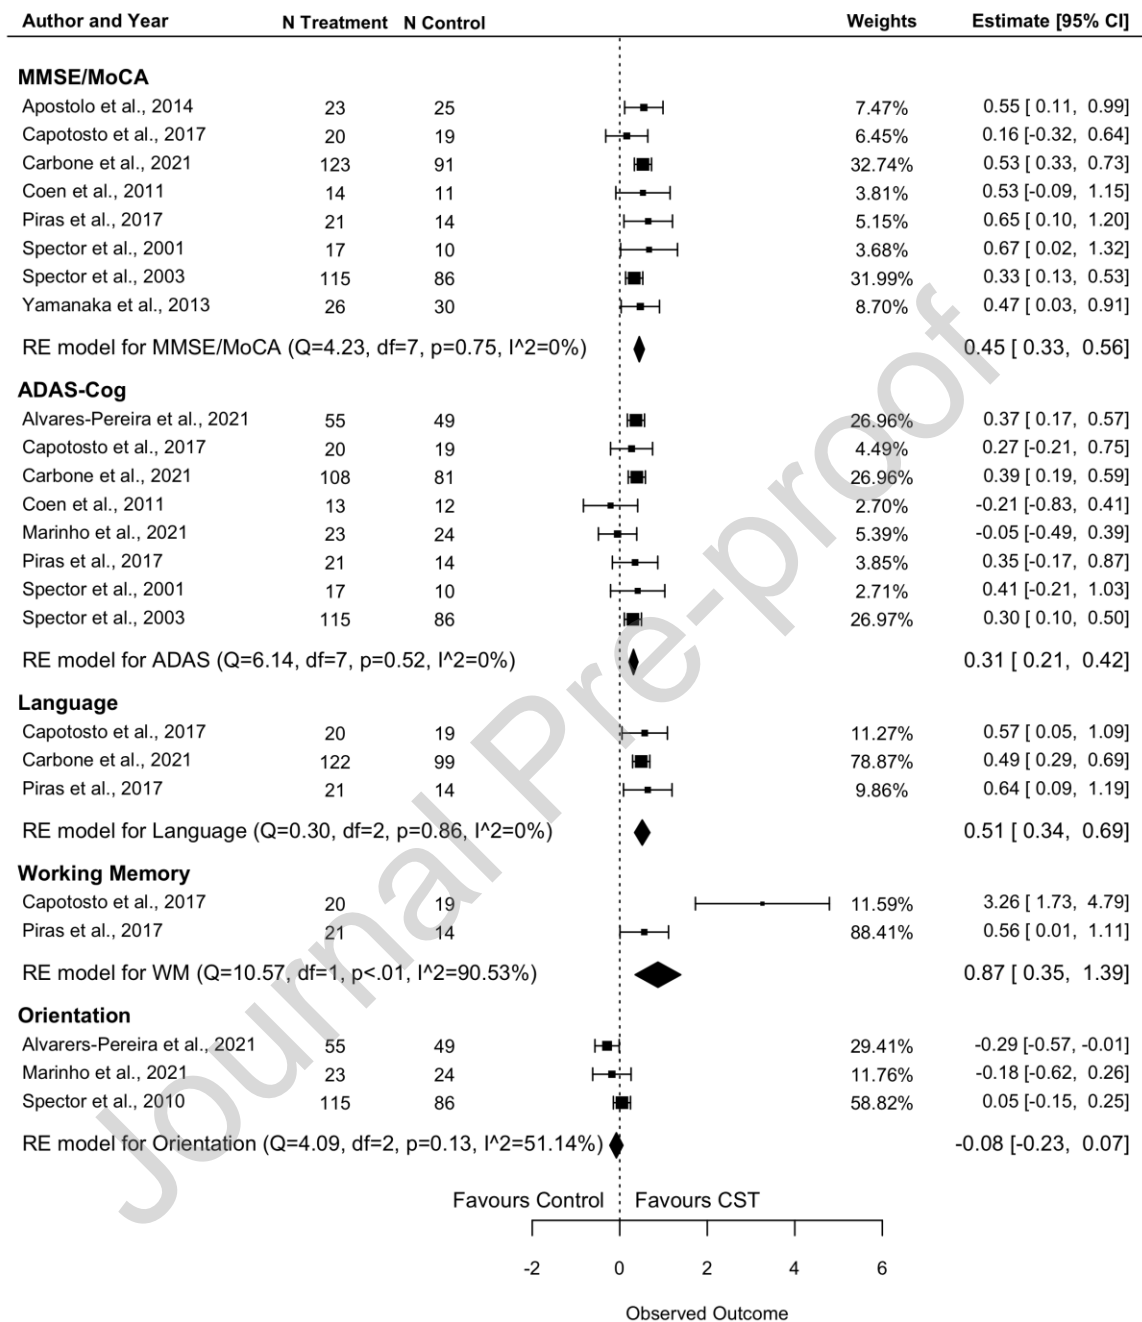 Author and Year N Treatment N Control Weights Estimate [95% CI]
MMSE/MoCA
Apostolo et al., 2014 23 25 7.47% 0.55 [ 0.11, 0.99]
Capotosto et al., 2017 20 19 6.45% 0.16 [-0.32, 0.64]
Carbone et al., 2021 123 91 32.74% 0.53 [ 0.33, 0.73]
Coen et al., 2011 14 11 3.81% 0.53 [-0.09, 1.15]
Piras et al., 2017 21 14 5.15% 0.65 [ 0.10, 1.20]
Spector et al., 2001 17 10 3.68% 0.67 [ 0.02, 1.32]
Spector et al., 2003 115 86 31.99% 0.33 [ 0.13, 0.53]
Yamanaka et al., 2013 26 30 8.70% 0.47 [ 0.03, 0.91]
RE model for MMSE/MoCA (Q=4.23, df=7, p=0.75, I^2=0%) 0.45 [ 0.33, 0.56]
ADAS-Cog
Alvares-Pereira et al., 2021 55 49 26.96% 0.37 [ 0.17, 0.57]
Capotosto et al., 2017 20 19 4.49% 0.27 [-0.21, 0.75]
Carbone et al., 2021 108 81 26.96% 0.39 [ 0.19, 0.59]
Coen et al., 2011 13 12 2.70% -0.21 [-0.83, 0.41]
Marinho et al., 2021 23 24 5.39% -0.05 [-0.49, 0.39]
Piras et al., 2017 21 14 3.85% 0.35 [-0.17, 0.87]
Spector et al., 2001 17 10 2.71% 0.41 [-0.21, 1.03]
Spector et al., 2003 115 86 26.97% 0.30 [ 0.10, 0.50]
RE model for ADAS (Q=6.14, df=7, p=0.52, I^2=0%) 0.31 [ 0.21, 0.42]
Language
Capotosto et al., 2017 20 19 11.27% 0.57 [ 0.05, 1.09]
Carbone et al., 2021 122 99 78.87% 0.49 [ 0.29, 0.69]
Piras et al., 2017 21 14 9.86% 0.64 [ 0.09, 1.19]
RE model for Language (Q=0.30, df=2, p=0.86, I^2=0%) 0.51 [ 0.34, 0.69]
Working Memory
Capotosto et al., 2017 20 19 11.59% 3.26 [ 1.73, 4.79]
Piras et al., 2017 21 14 88.41% 0.56 [ 0.01, 1.11]
RE model for WM (Q=10.57, df=1, p<.01, I^2=90.53%) 0.87 [ 0.35, 1.39]
Orientation
Alvarers-Pereira et al., 2021 55 49 29.41% -0.29 [-0.57, -0.01]
Marinho et al., 2021 23 24 11.76% -0.18 [-0.62, 0.26]
Spector et al., 2010 115 86 58.82% 0.05 [-0.15, 0.25]
RE model for Orientation (Q=4.09, df=2, p=0.13, I^2=51.14%) -0.08 [-0.23, 0.07]
Favours Control Favours CST
-2 0 2 4 6
Observed Outcome
Journal Pre-proof